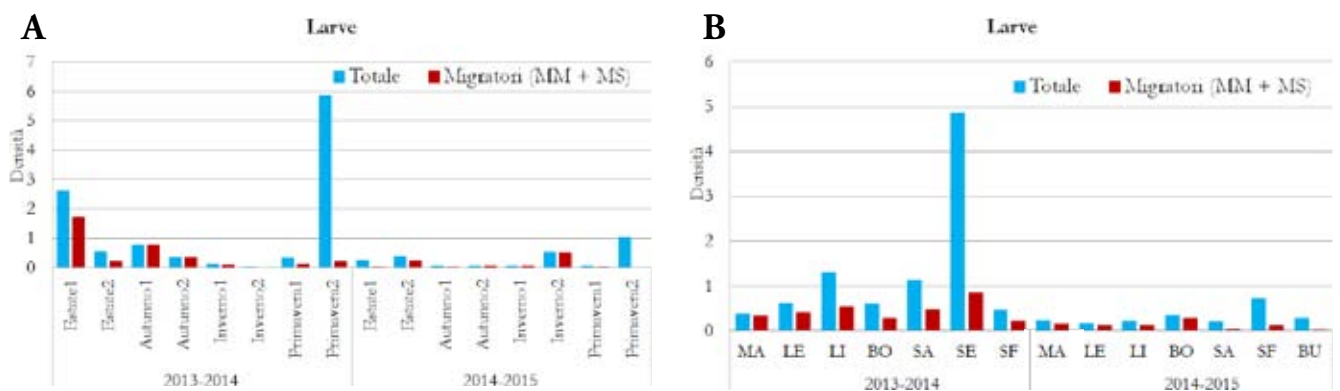 A
Larve
7
Totale
Migratori (MM + MS)
6
5
4
3
2
1
0
Densità
Estate1
Estate2
Autunno1
Autunno2
Inverno1
Inverno2
Primavera1
Primavera2
Estate1
Estate2
Autunno1
Autunno2
Inverno1
Inverno2
Primavera1
Primavera2
2013-2014
2014-2015
B
Larve
6
Totale
Migratori (MM + MS)
5
4
3
2
1
0
Densità
MA LE LI BO SA SE SF MA LE LI BO SA SF BU
2013-2014
2014-2015